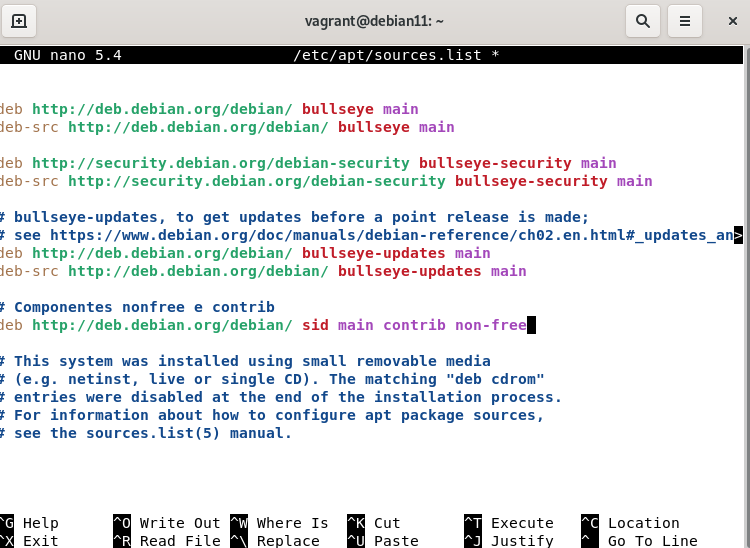 vagrant@debian11: ~
GNU nano 5.4 /etc/apt/sources.list *
deb http://deb.debian.org/debian/ bullseye main
deb-src http://deb.debian.org/debian/ bullseye main
deb http://security.debian.org/debian-security bullseye-security main
deb-src http://security.debian.org/debian-security bullseye-security main
# bullseye-updates, to get updates before a point release is made;
# see https://www.debian.org/doc/manuals/debian-reference/ch02.en.html#_updates_an>
deb http://deb.debian.org/debian/ bullseye-updates main
deb-src http://deb.debian.org/debian/ bullseye-updates main
# Componentes nonfree e contrib
deb http://deb.debian.org/debian/ sid main contrib non-free
# This system was installed using small removable media
# (e.g. netinst, live or single CD). The matching "deb cdrom"
# entries were disabled at the end of the installation process.
# For information about how to configure apt package sources,
# see the sources.list(5) manual.
^G Help ^O Write Out ^W Where Is ^K Cut ^T Execute ^C Location
^X Exit ^R Read File ^\ Replace ^U Paste ^J Justify ^_ Go To Line